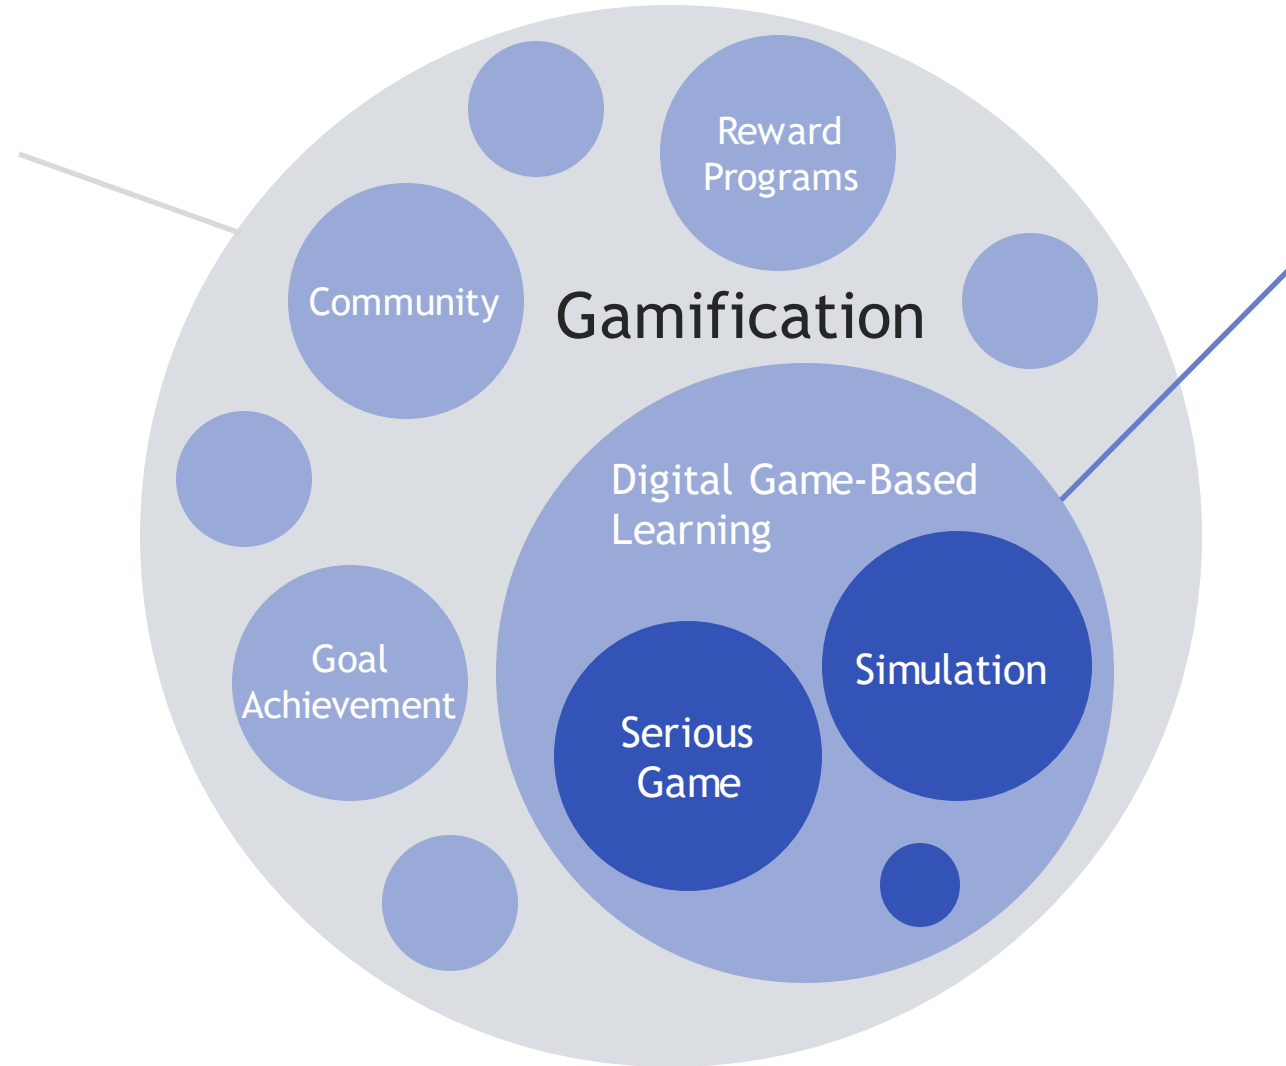 Reward
Programs
Community
Gamification
Digital Game-Based
Learning
Goal
Achievement
Simulation
Serious
Game